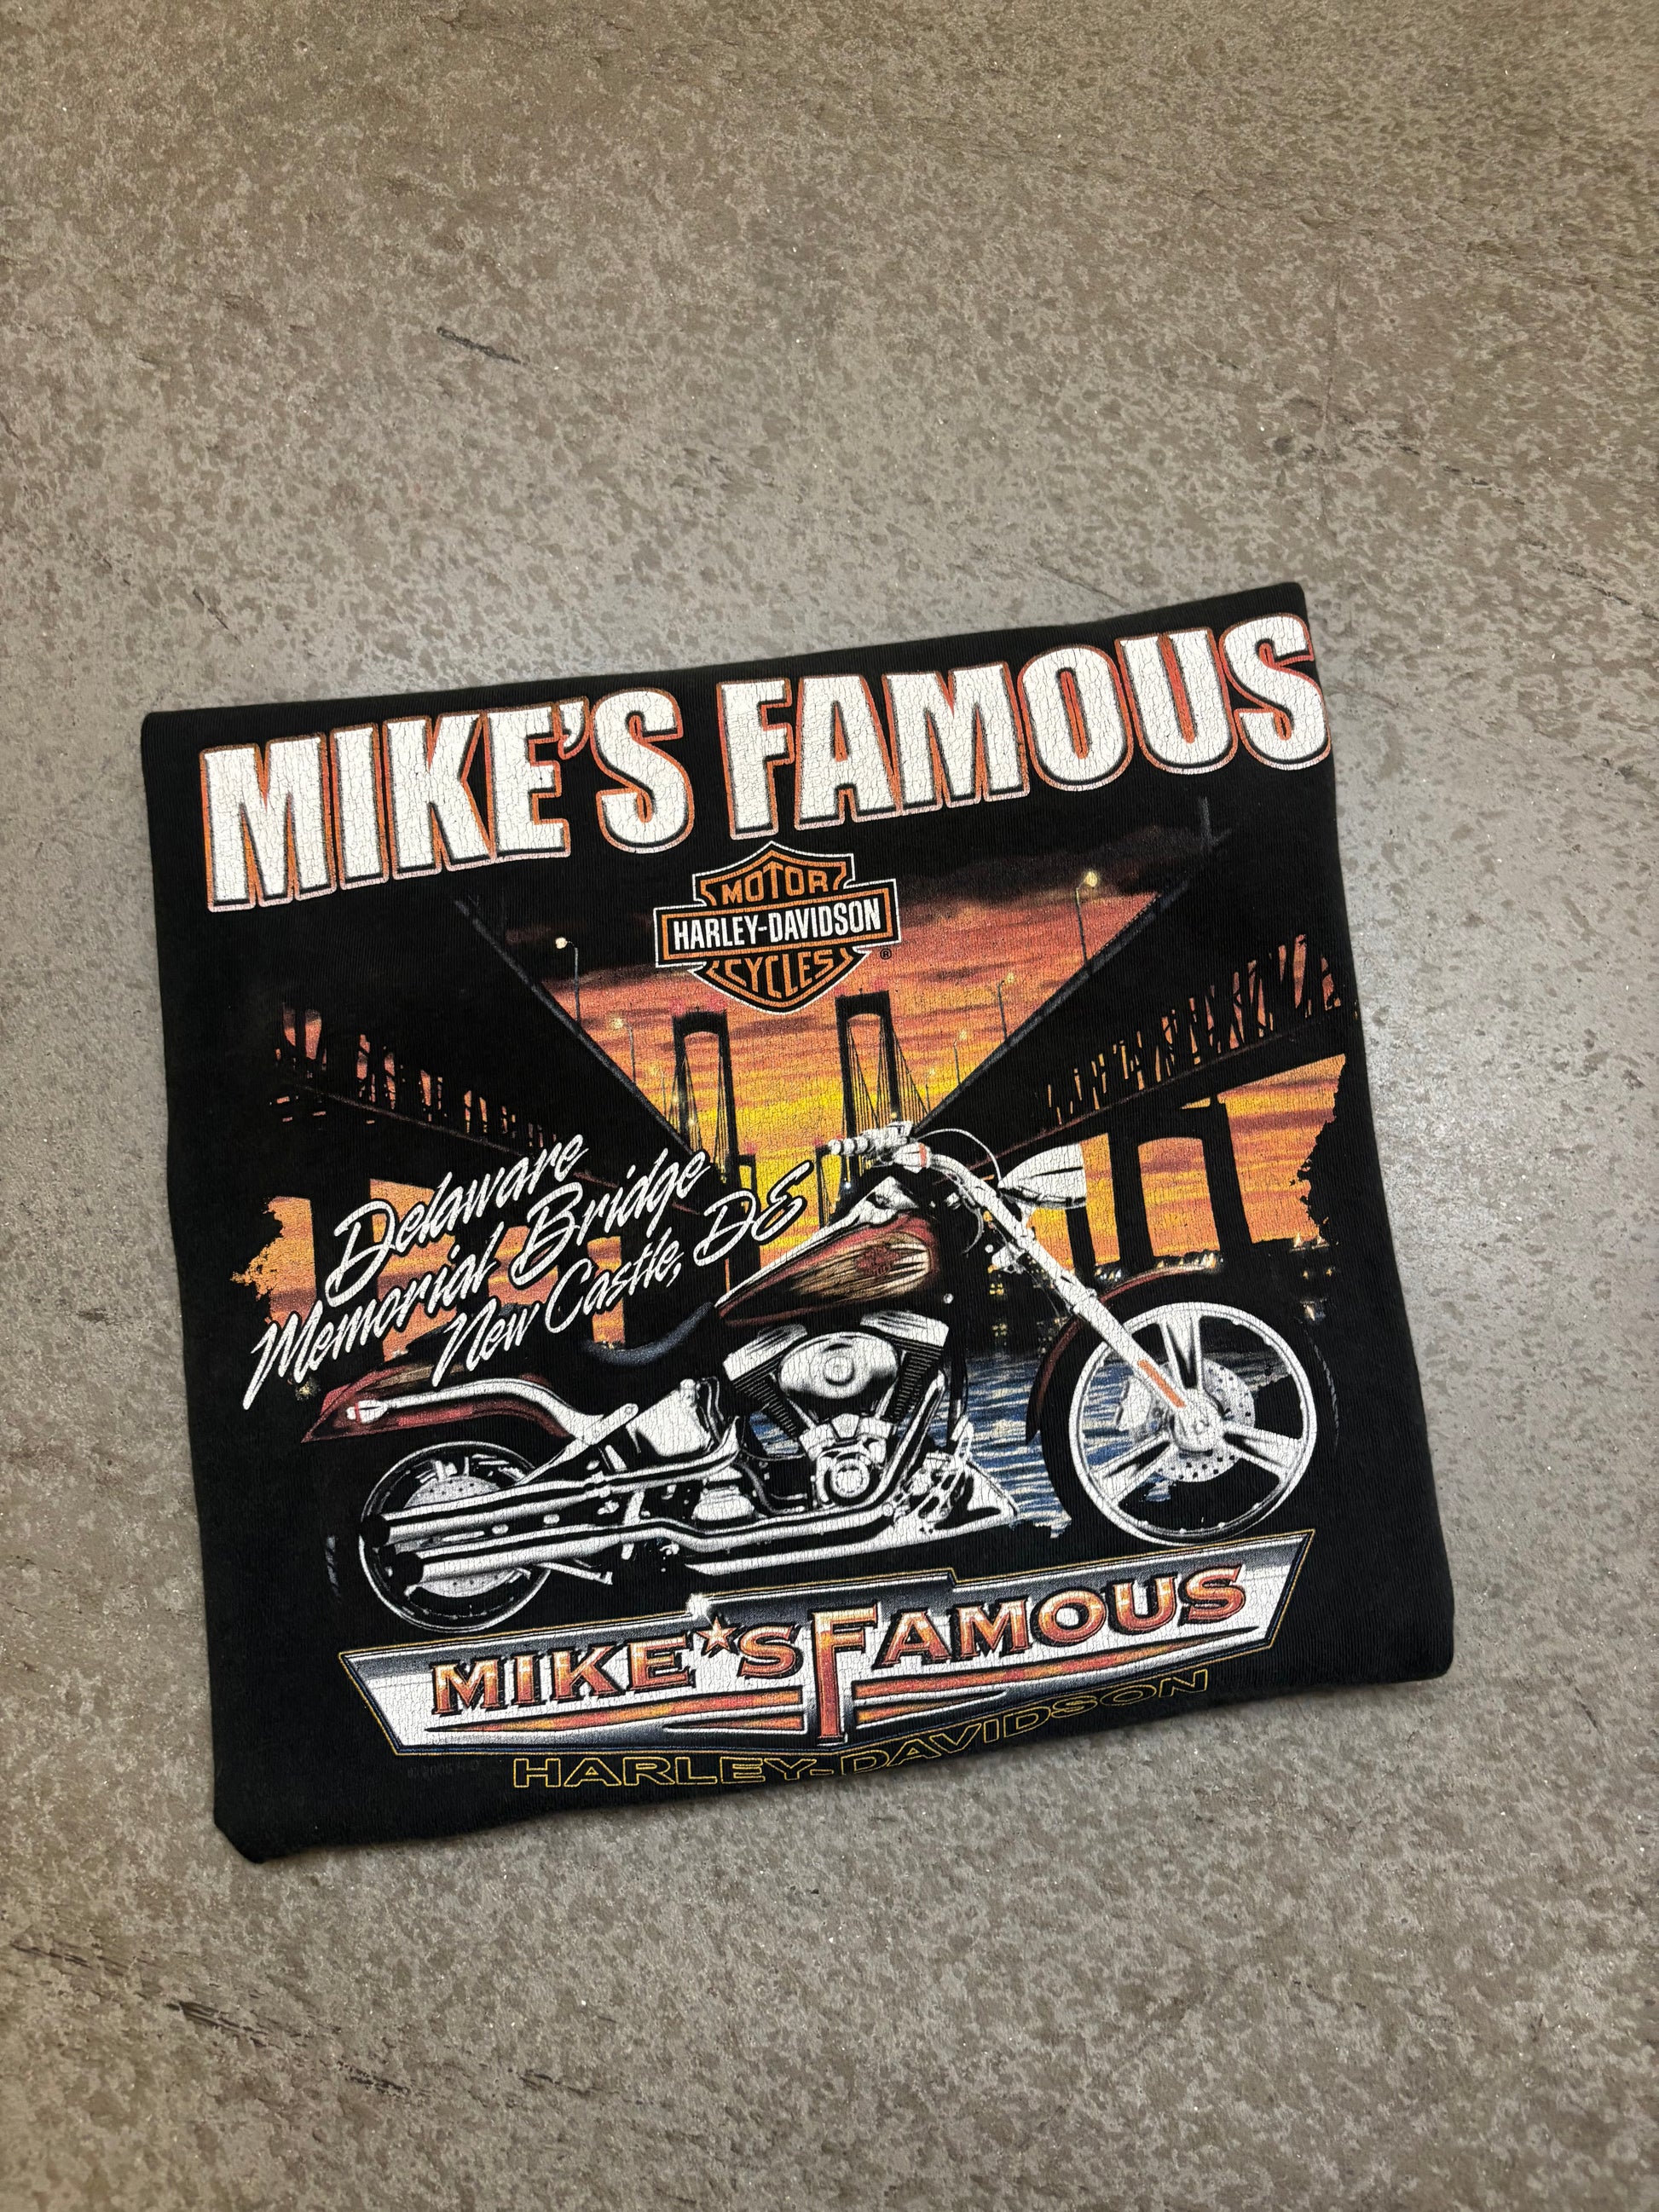 MIKE'S FAMOUS
MOTOR
HARLEY-DAVIDSON
CYCLES
®
Delaware
Memorial Bridge
New Castle, DE
MIKE★S FAMOUS
HARLEY-DAVIDSON